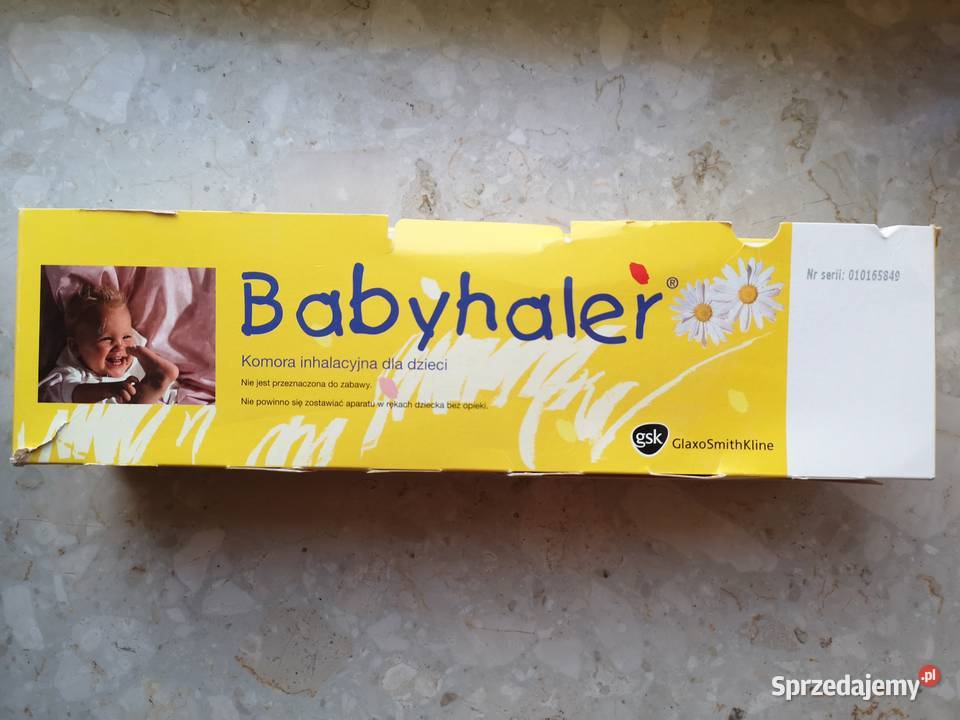 Babyhaler®
Komora inhalacyjna dla dzieci
Nie jest przeznaczona do zabawy.
Nie powinno się zostawiać aparatu w rękach dziecka bez opieki.
gsk GlaxoSmithKline
Nr serii: 010165849
Sprzedajemy.pl